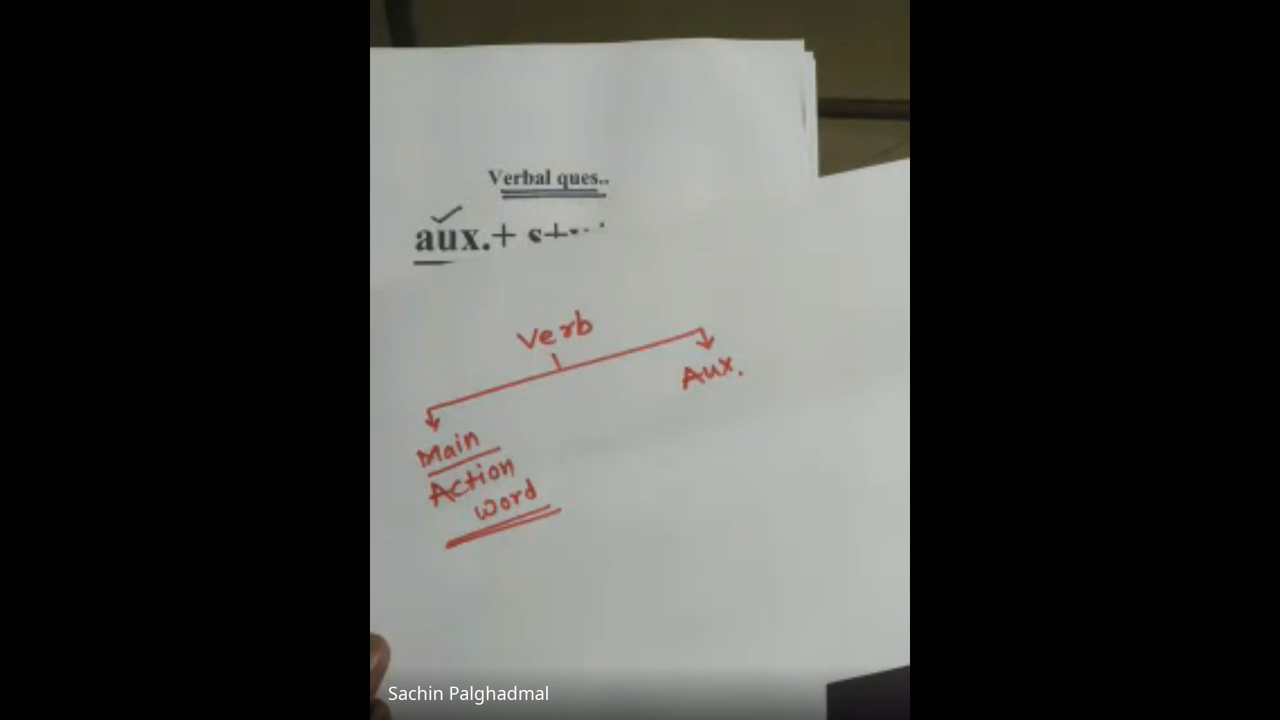 Verbal ques..
aux.+
Verb
Aux.
Main
Action
word
Sachin Palghadmal